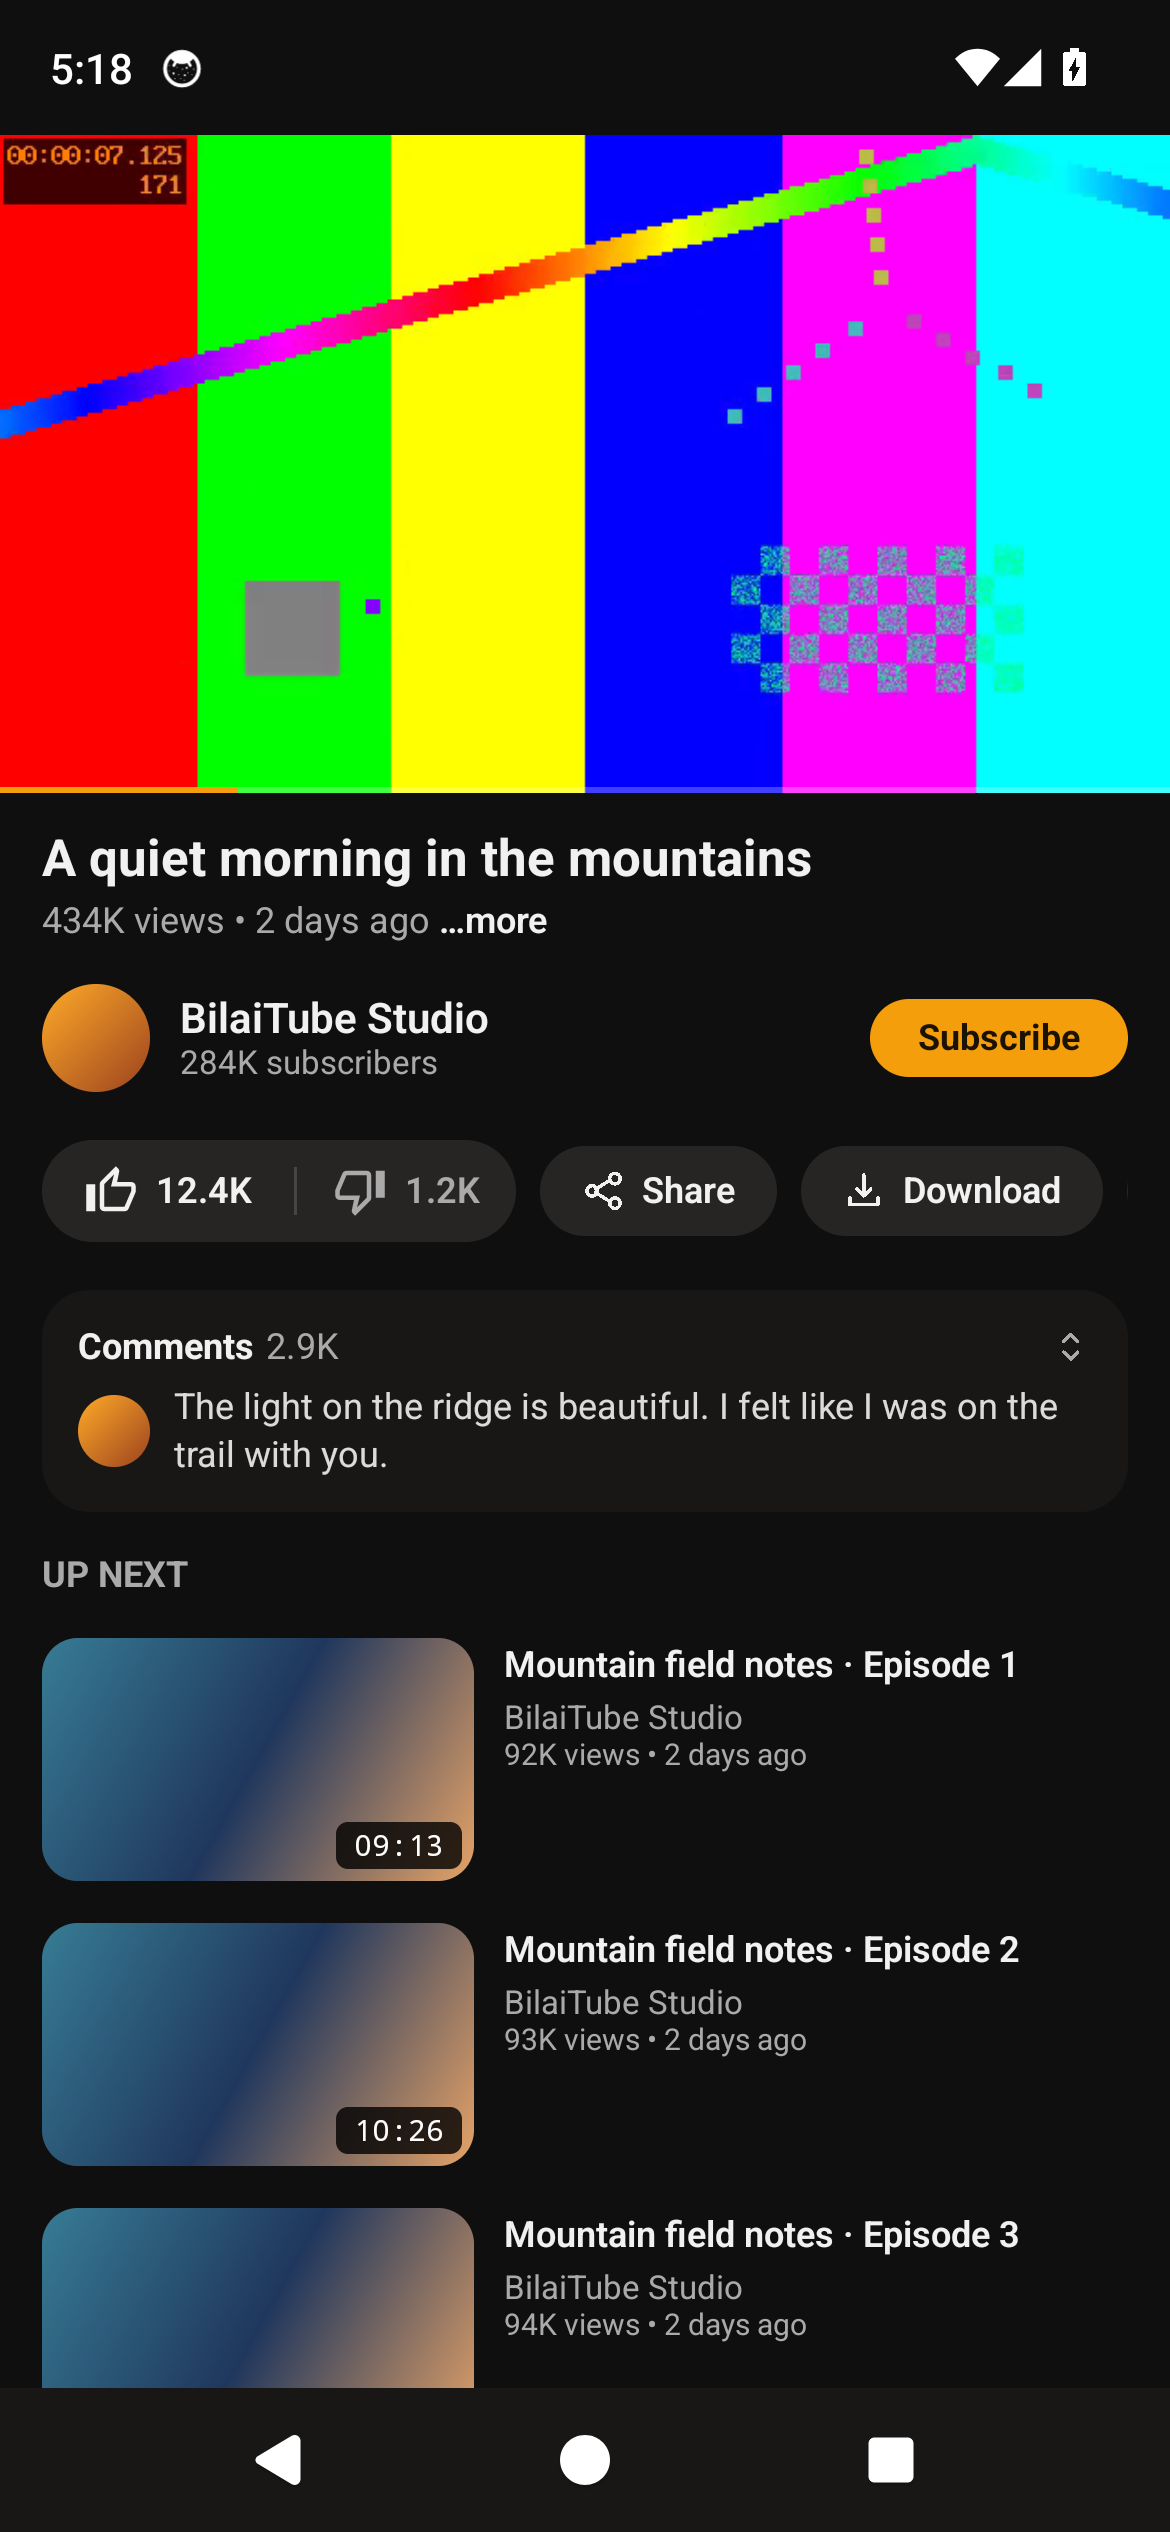 5:18
00:00:07.125
171
A quiet morning in the mountains
434K views • 2 days ago ...more
BilaiTube Studio
284K subscribers
Subscribe
12.4K
1.2K
Share
Download
Comments 2.9K
The light on the ridge is beautiful. I felt like I was on the
trail with you.
UP NEXT
Mountain field notes · Episode 1
BilaiTube Studio
92K views • 2 days ago
09:13
Mountain field notes · Episode 2
BilaiTube Studio
93K views • 2 days ago
10:26
Mountain field notes · Episode 3
BilaiTube Studio
94K views • 2 days ago